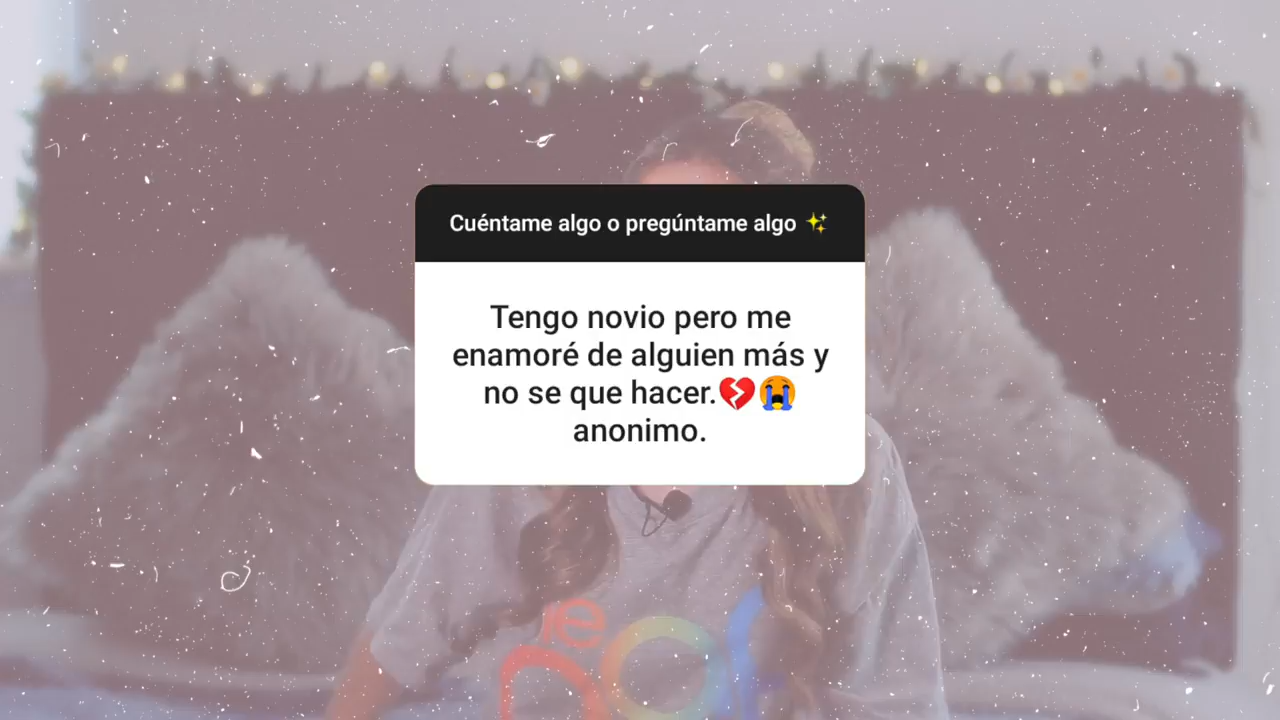 Cuéntame algo o pregúntame algo ✨
Tengo novio pero me
enamoré de alguien más y
no se que hacer.💔😭
anonimo.